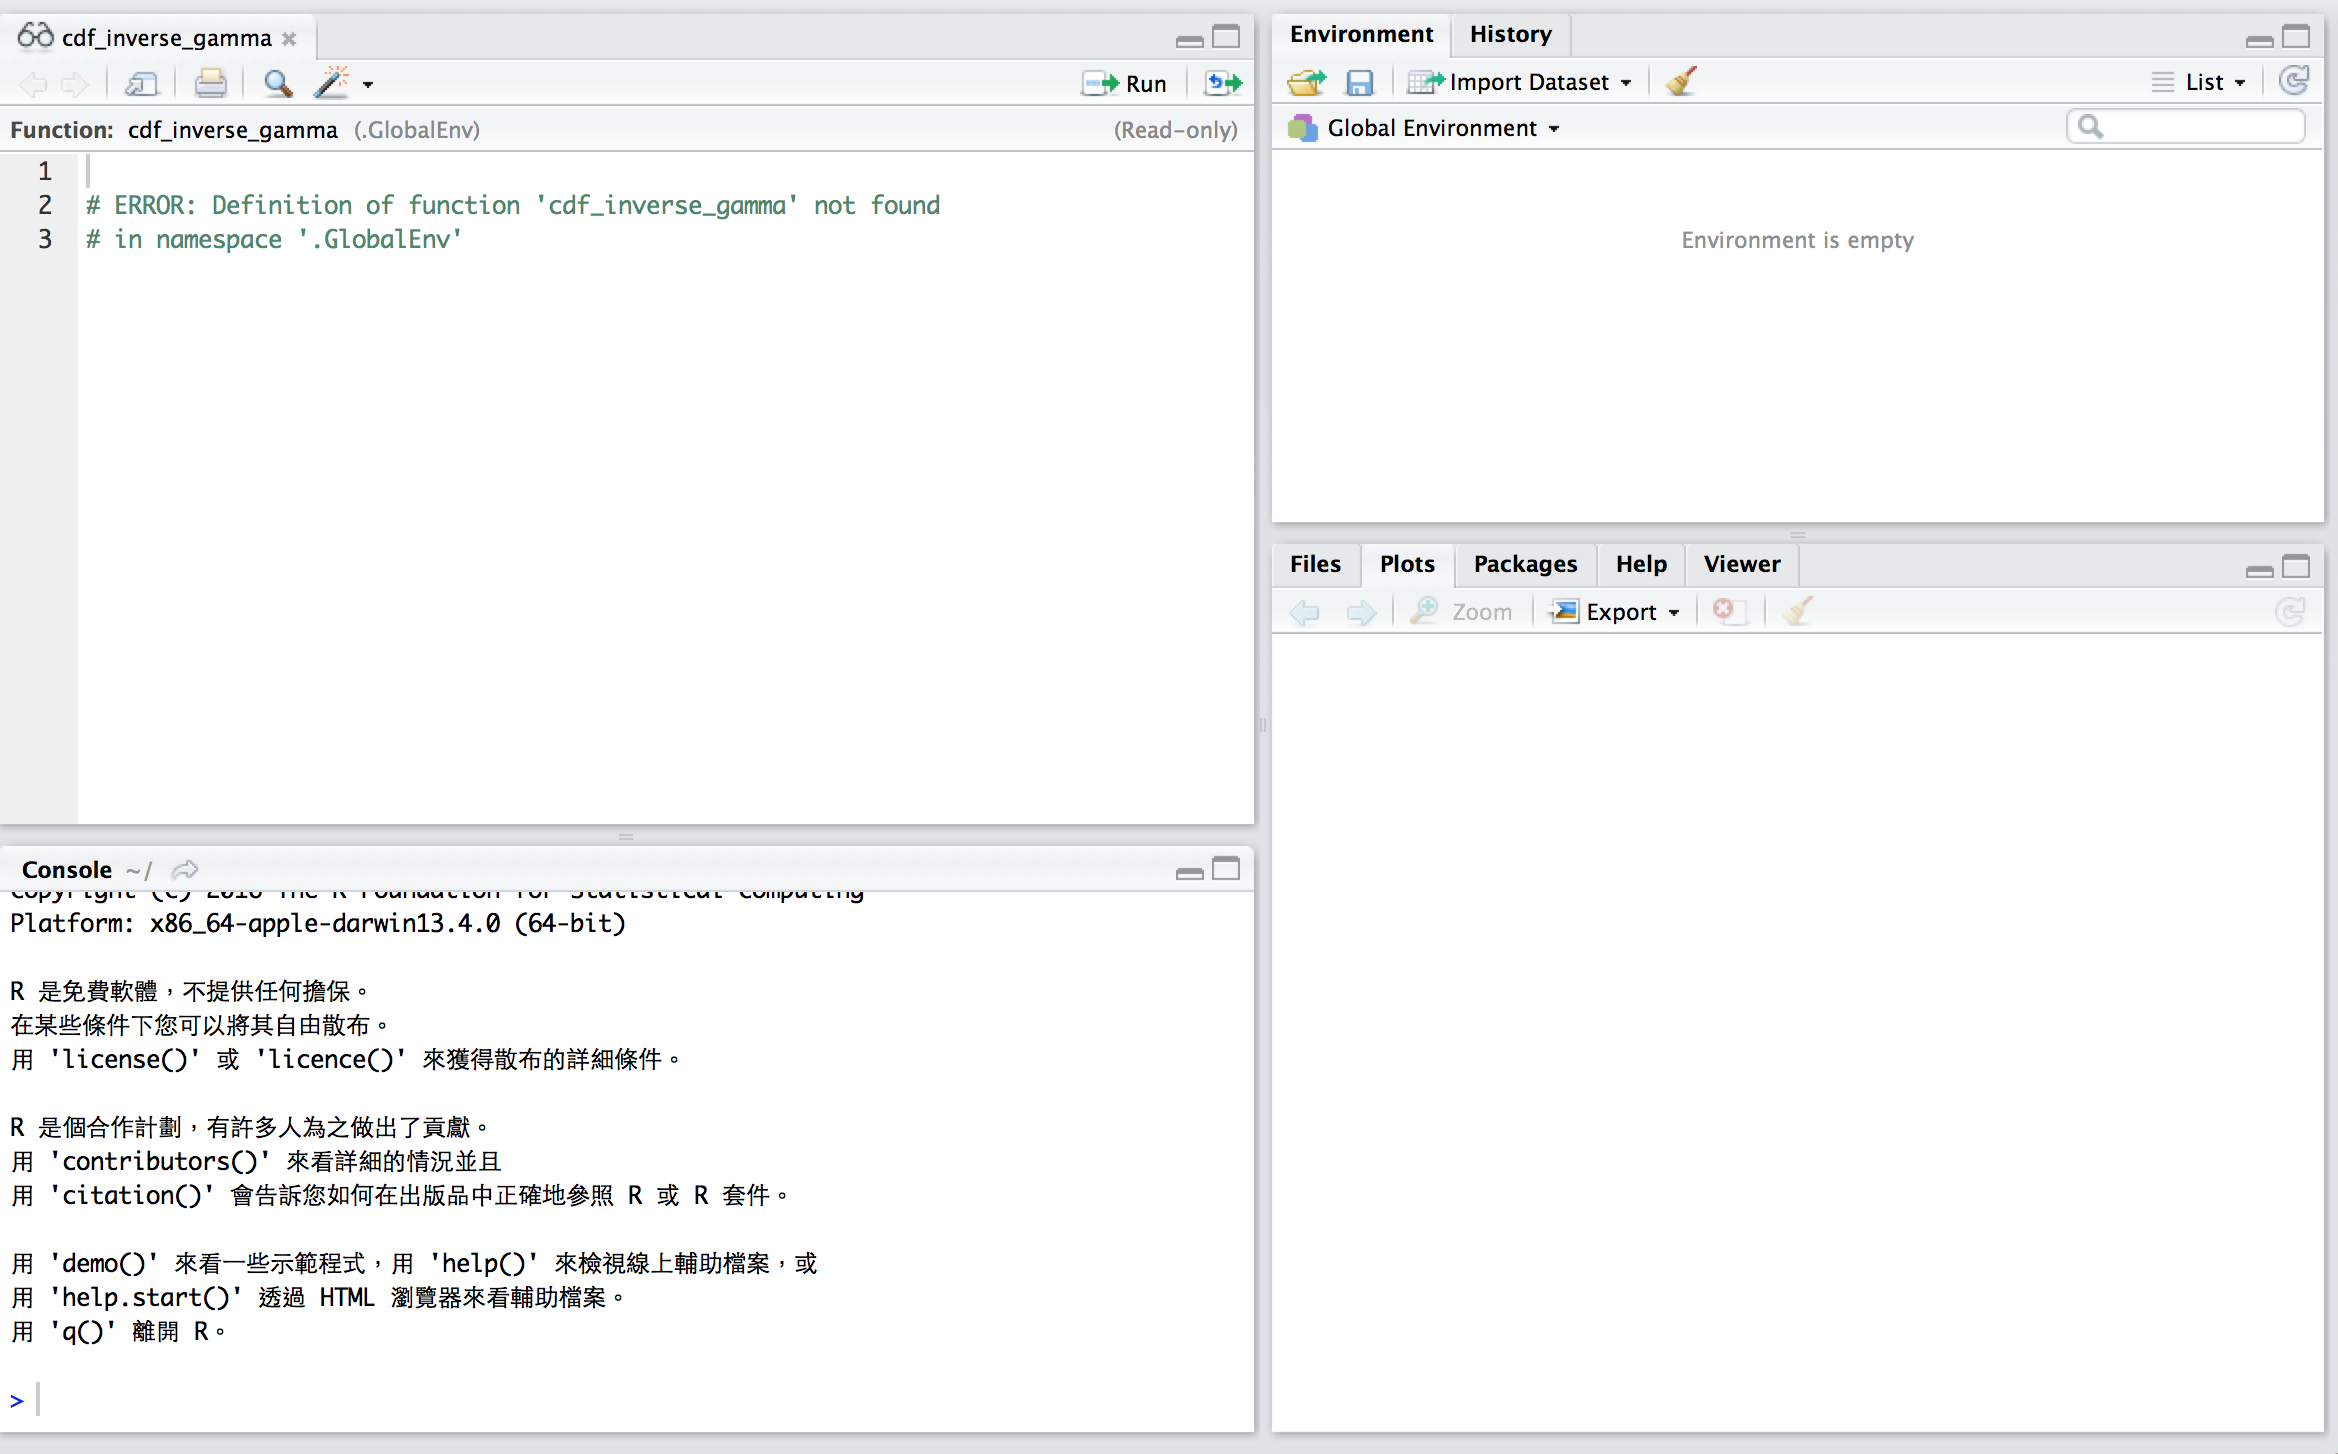 cdf_inverse_gamma
Run
Function: cdf_inverse_gamma (.GlobalEnv) (Read-only)
1
2 # ERROR: Definition of function 'cdf_inverse_gamma' not found
3 # in namespace '.GlobalEnv'
Console ~/
Copyright (C) 2016 The R Foundation for Statistical Computing
Platform: x86_64-apple-darwin13.4.0 (64-bit)
R 是免費軟體，不提供任何擔保。
在某些條件下您可以將其自由散布。
用 'license()' 或 'licence()' 來獲得散布的詳細條件。
R 是個合作計劃，有許多人為之做出了貢獻。
用 'contributors()' 來看詳細的情況並且
用 'citation()' 會告訴您如何在出版品中正確地參照 R 或 R 套件。
用 'demo()' 來看一些示範程式，用 'help()' 來檢視線上輔助檔案，或
用 'help.start()' 透過 HTML 瀏覽器來看輔助檔案。
用 'q()' 離開 R。
>
Environment History
Import Dataset List
Global Environment
Environment is empty
Files Plots Packages Help Viewer
Zoom Export